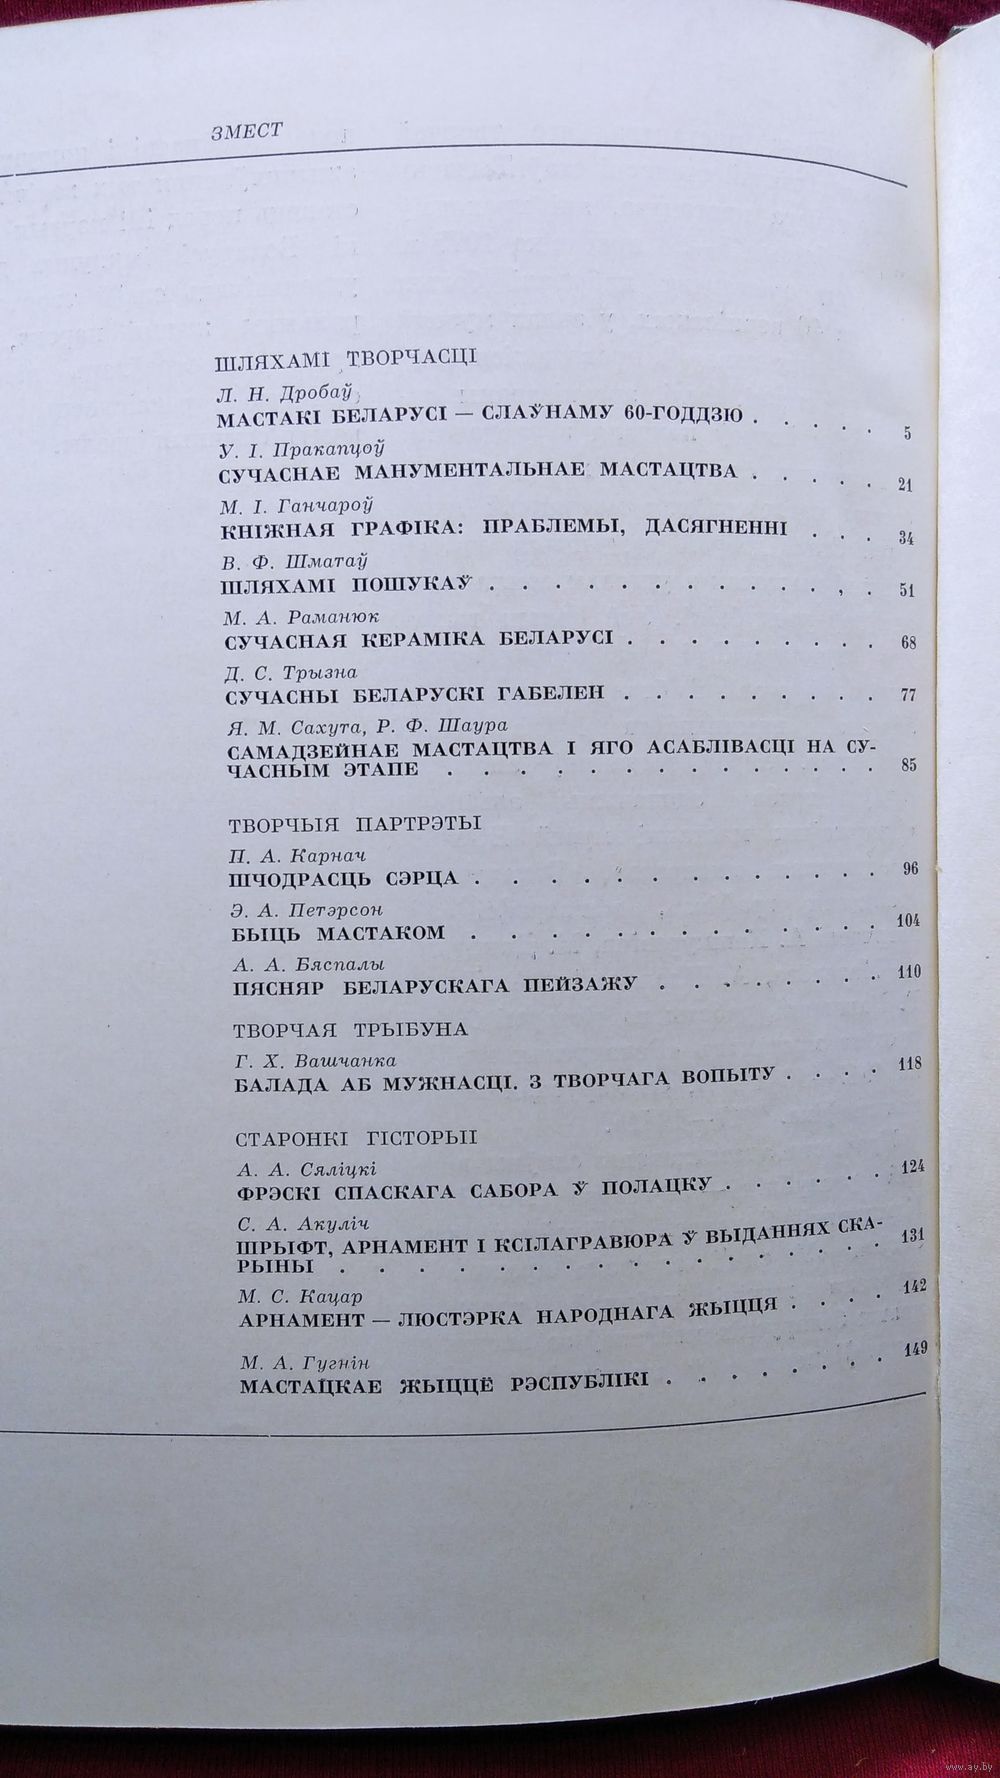 ЗМЕСТ
ШЛЯХАМІ ТВОРЧАСЦІ
Л. Н. Дробаў
МАСТАКІ БЕЛАРУСІ — СЛАЎНАМУ 60-ГОДДЗЮ . . . . . 5
У. І. Пракапцоў
СУЧАСНАЕ МАНУМЕНТАЛЬНАЕ МАСТАЦТВА . . . . . 21
М. І. Ганчароў
КНІЖНАЯ ГРАФІКА: ПРАБЛЕМЫ, ДАСЯГНЕННІ . . . 34
В. Ф. Шматаў
ШЛЯХАМІ ПОШУКАЎ . . . . . . . . . . . , . 51
М. А. Раманюк
СУЧАСНАЯ КЕРАМІКА БЕЛАРУСІ . . . . . . . . . 68
Д. С. Трызна
СУЧАСНЫ БЕЛАРУСКІ ГАБЕЛЕН . . . . . . . . . 77
Я. М. Сахута, Р. Ф. Шаура
САМАДЗЕЙНАЕ МАСТАЦТВА І ЯГО АСАБЛІВАСЦІ НА СУ-
ЧАСНЫМ ЭТАПЕ . . . . . . . . . . . . . 85
ТВОРЧЫЯ ПАРТРЭТЫ
П. А. Карнач
ШЧОДРАСЦЬ СЭРЦА . . . . . . . . . . . . 96
Э. А. Петэрсон
БЫЦЬ МАСТАКОМ . . . . . . . . . . . . . 104
А. А. Бяспалы
ПЯСНЯР БЕЛАРУСКАГА ПЕЙЗАЖУ . . . . . . . . 110
ТВОРЧАЯ ТРЫБУНА
Г. Х. Вашчанка
БАЛАДА АБ МУЖНАСЦІ. З ТВОРЧАГА ВОПЫТУ . . . . 118
СТАРОНКІ ГІСТОРЫІ
А. А. Сяліцкі
ФРЭСКІ СПАСКАГА САБОРА Ў ПОЛАЦКУ . . . . . . 124
С. А. Акуліч
ШРЫФТ, АРНАМЕНТ І КСІЛАГРАВЮРА Ў ВЫДАННЯХ СКА-
РЫНЫ . . . . . . . . . . . . . . . 131
М. С. Кацар
АРНАМЕНТ — ЛЮСТЭРКА НАРОДНАГА ЖЫЦЦЯ . . . . 142
М. А. Гугнін
МАСТАЦКАЕ ЖЫЦЦЁ РЭСПУБЛІКІ . . . . . . . . 149
www.ay.by